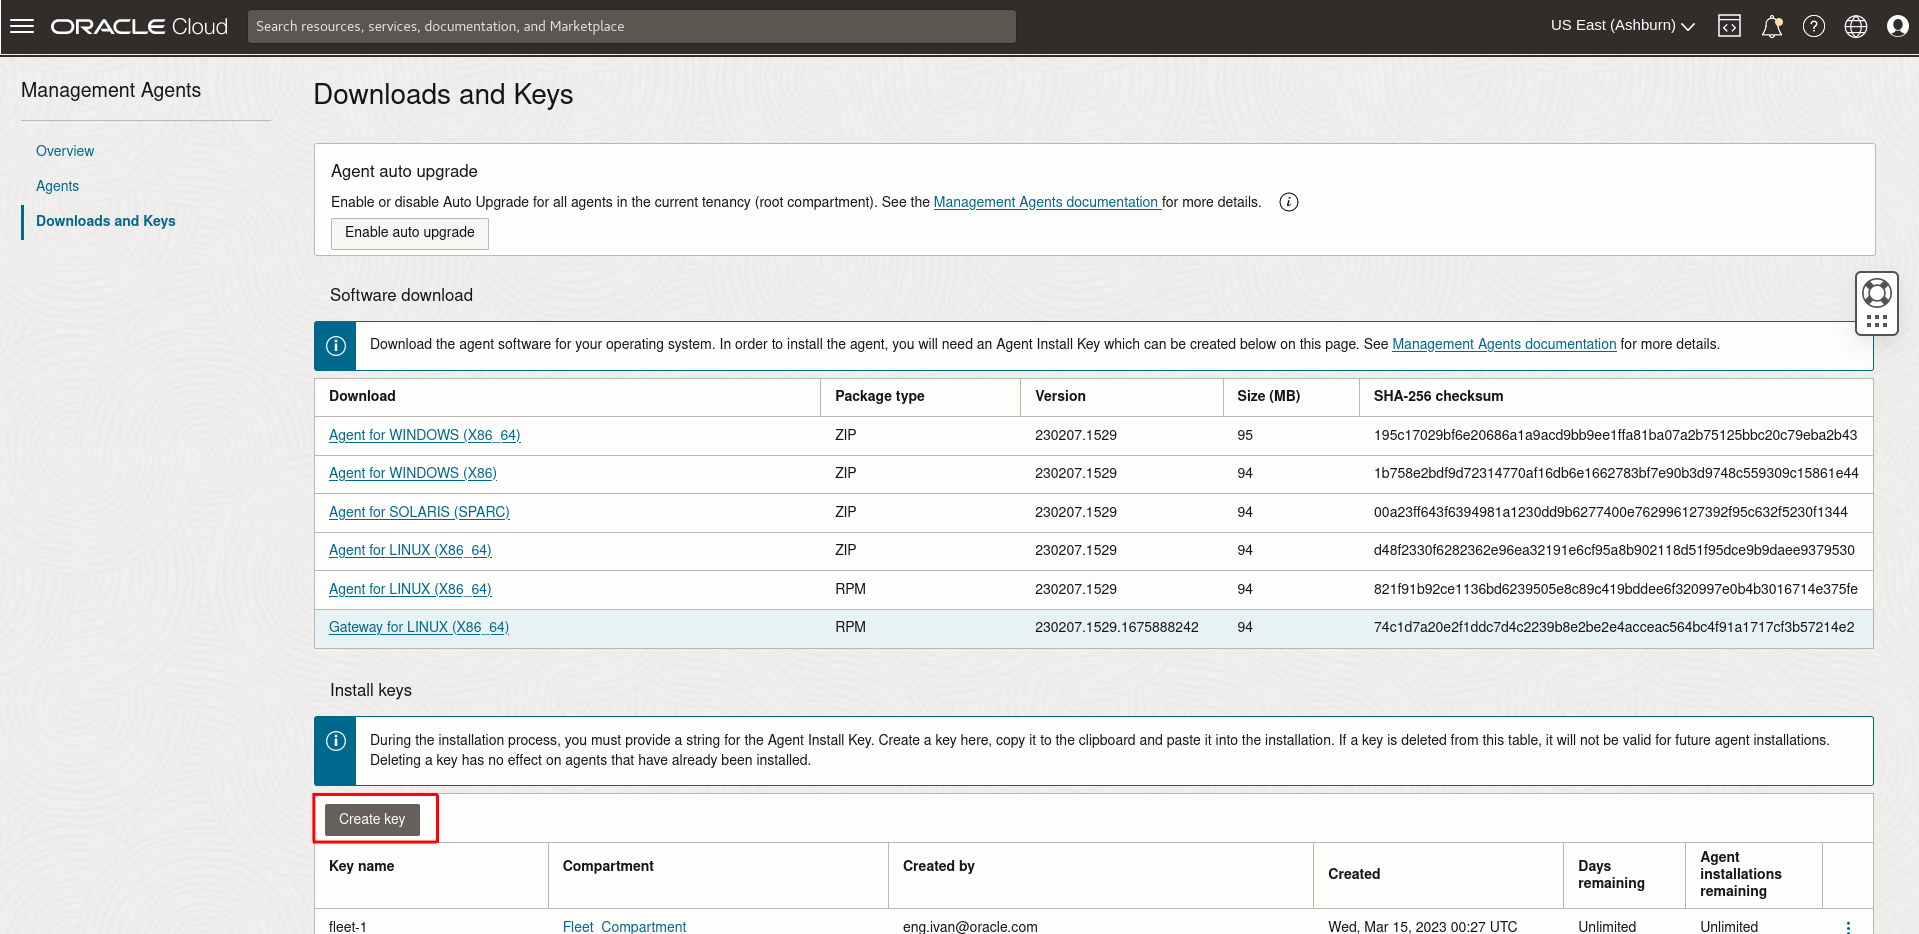 ORACLE Cloud
Search resources, services, documentation, and Marketplace
US East (Ashburn)
Management Agents
Overview
Agents
Downloads and Keys
Downloads and Keys
Agent auto upgrade
Enable or disable Auto Upgrade for all agents in the current tenancy (root compartment). See the Management Agents documentation for more details.
Enable auto upgrade
Software download
Download the agent software for your operating system. In order to install the agent, you will need an Agent Install Key which can be created below on this page. See Management Agents documentation for more details.
Download Package type Version Size (MB) SHA-256 checksum
Agent for WINDOWS (X86_64) ZIP 230207.1529 95 195c17029bf6e20686a1a9acd9bb9ee1ffa81ba07a2b75125bbc20c79eba2b43
Agent for WINDOWS (X86) ZIP 230207.1529 94 1b758e2bdf9d72314770af16db6e1662783bf7e90b3d9748c559309c15861e44
Agent for SOLARIS (SPARC) ZIP 230207.1529 94 00a23ff643f6394981a1230dd9b6277400e762996127392f95c632f5230f1344
Agent for LINUX (X86_64) ZIP 230207.1529 94 d48f2330f6282362e96ea32191e6cf95a8b902118d51f95dce9b9daee9379530
Agent for LINUX (X86_64) RPM 230207.1529 94 821f91b92ce1136bd6239505e8c89c419bddee6f320997e0b4b3016714e375fe
Gateway for LINUX (X86_64) RPM 230207.1529.1675888242 94 74c1d7a20e2f1ddc7d4c2239b8e2be2e4acceac564bc4f91a1717cf3b57214e2
Install keys
During the installation process, you must provide a string for the Agent Install Key. Create a key here, copy it to the clipboard and paste it into the installation. If a key is deleted from this table, it will not be valid for future agent installations.
Deleting a key has no effect on agents that have already been installed.
Create key
Key name Compartment Created by Created Days remaining Agent installations remaining
fleet-1 Fleet_Compartment eng.ivan@oracle.com Wed, Mar 15, 2023 00:27 UTC Unlimited Unlimited